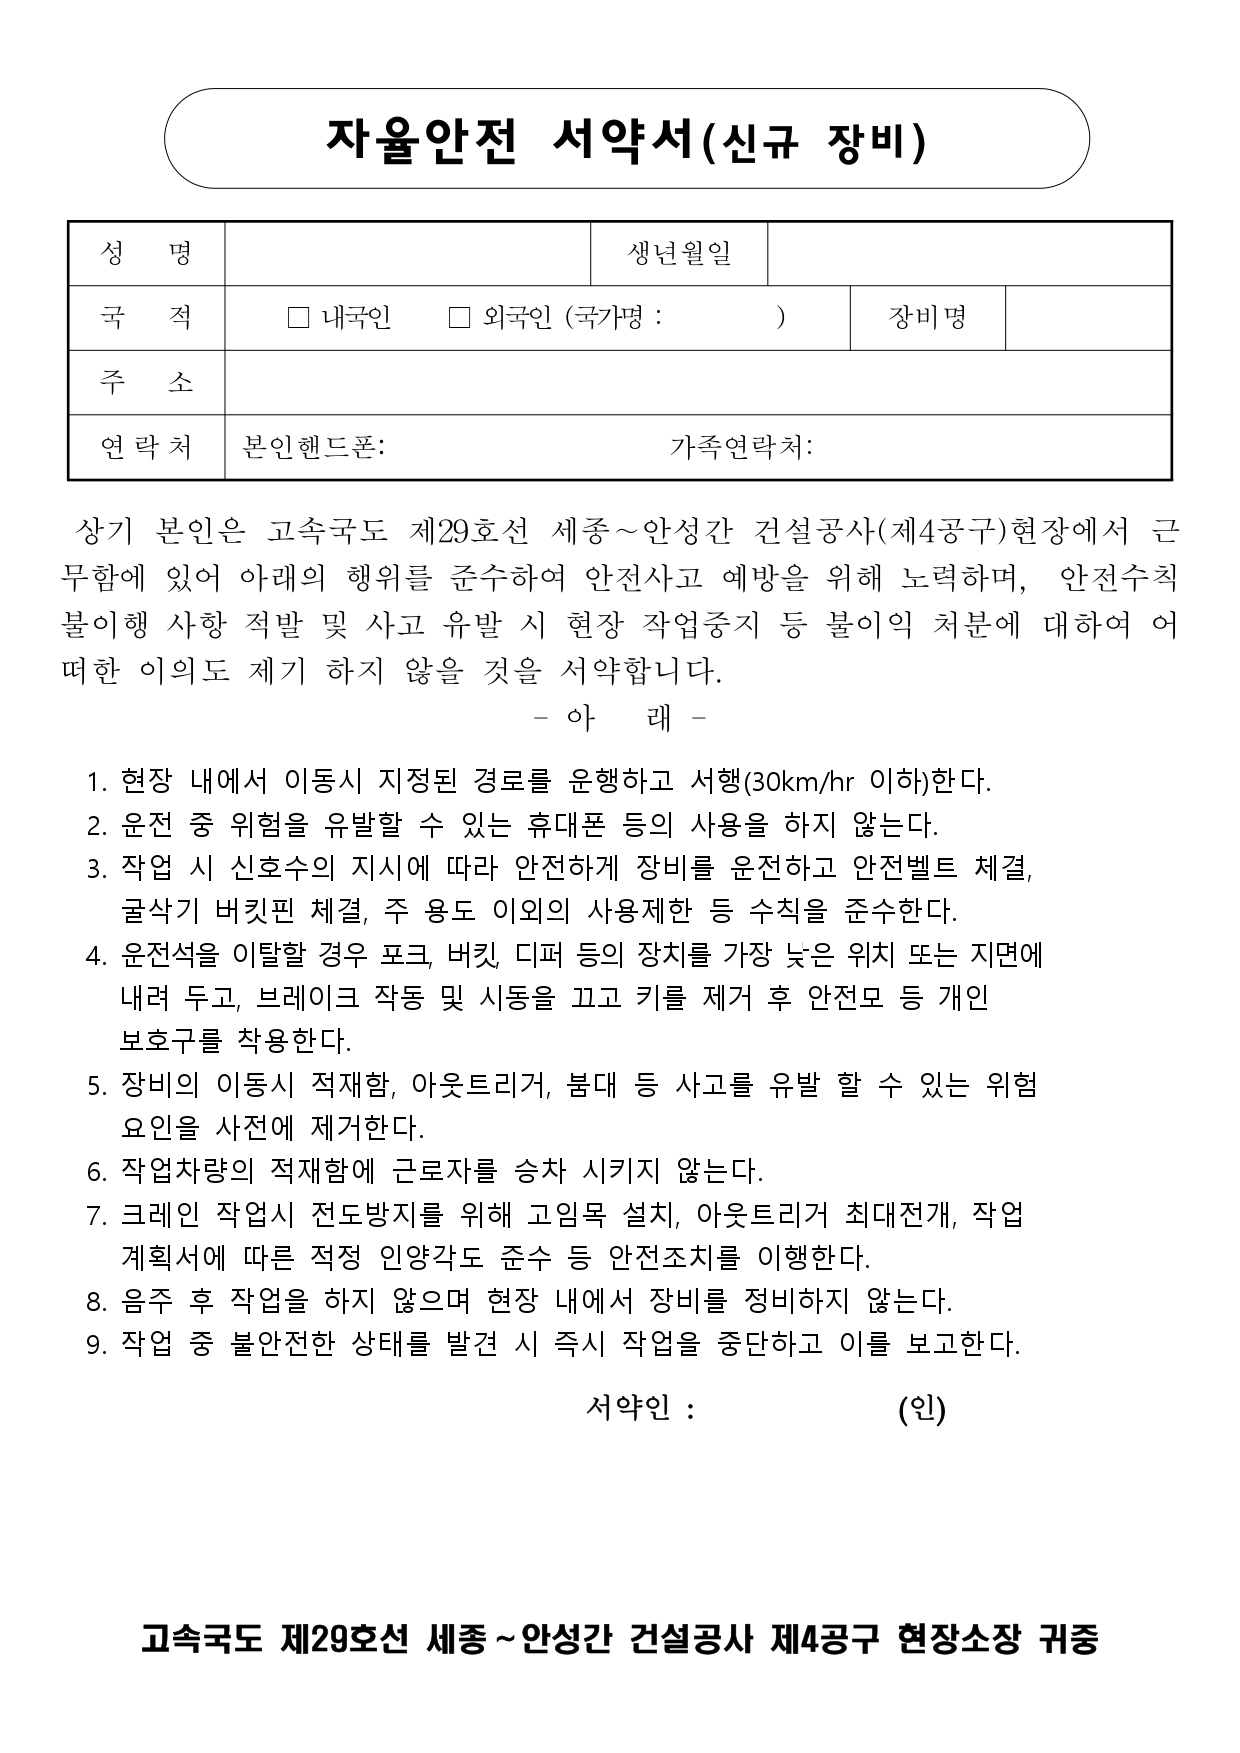 자율안전 서약서(신규 장비)
성 명 생년월일
국 적 □ 내국인 □ 외국인 (국가명 : ) 장비명
주 소
연 락 처 본인핸드폰: 가족연락처:
상기 본인은 고속국도 제29호선 세종~안성간 건설공사(제4공구)현장에서 근
무함에 있어 아래의 행위를 준수하여 안전사고 예방을 위해 노력하며, 안전수칙
불이행 사항 적발 및 사고 유발 시 현장 작업중지 등 불이익 처분에 대하여 어
떠한 이의도 제기 하지 않을 것을 서약합니다.
- 아 래 -
1. 현장 내에서 이동시 지정된 경로를 운행하고 서행(30km/hr 이하)한다.
2. 운전 중 위험을 유발할 수 있는 휴대폰 등의 사용을 하지 않는다.
3. 작업 시 신호수의 지시에 따라 안전하게 장비를 운전하고 안전벨트 체결,
굴삭기 버킷핀 체결, 주 용도 이외의 사용제한 등 수칙을 준수한다.
4. 운전석을 이탈할 경우 포크, 버킷, 디퍼 등의 장치를 가장 낮은 위치 또는 지면에
내려 두고, 브레이크 작동 및 시동을 끄고 키를 제거 후 안전모 등 개인
보호구를 착용한다.
5. 장비의 이동시 적재함, 아웃트리거, 붐대 등 사고를 유발 할 수 있는 위험
요인을 사전에 제거한다.
6. 작업차량의 적재함에 근로자를 승차 시키지 않는다.
7. 크레인 작업시 전도방지를 위해 고임목 설치, 아웃트리거 최대전개, 작업
계획서에 따른 적정 인양각도 준수 등 안전조치를 이행한다.
8. 음주 후 작업을 하지 않으며 현장 내에서 장비를 정비하지 않는다.
9. 작업 중 불안전한 상태를 발견 시 즉시 작업을 중단하고 이를 보고한다.
서약인 : (인)
고속국도 제29호선 세종~안성간 건설공사 제4공구 현장소장 귀중